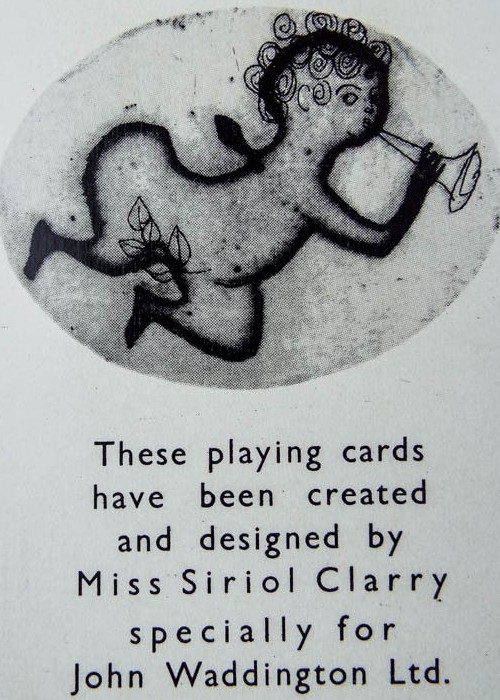 These playing cards
have been created
and designed by
Miss Siriol Clarry
specially for
John Waddington Ltd.